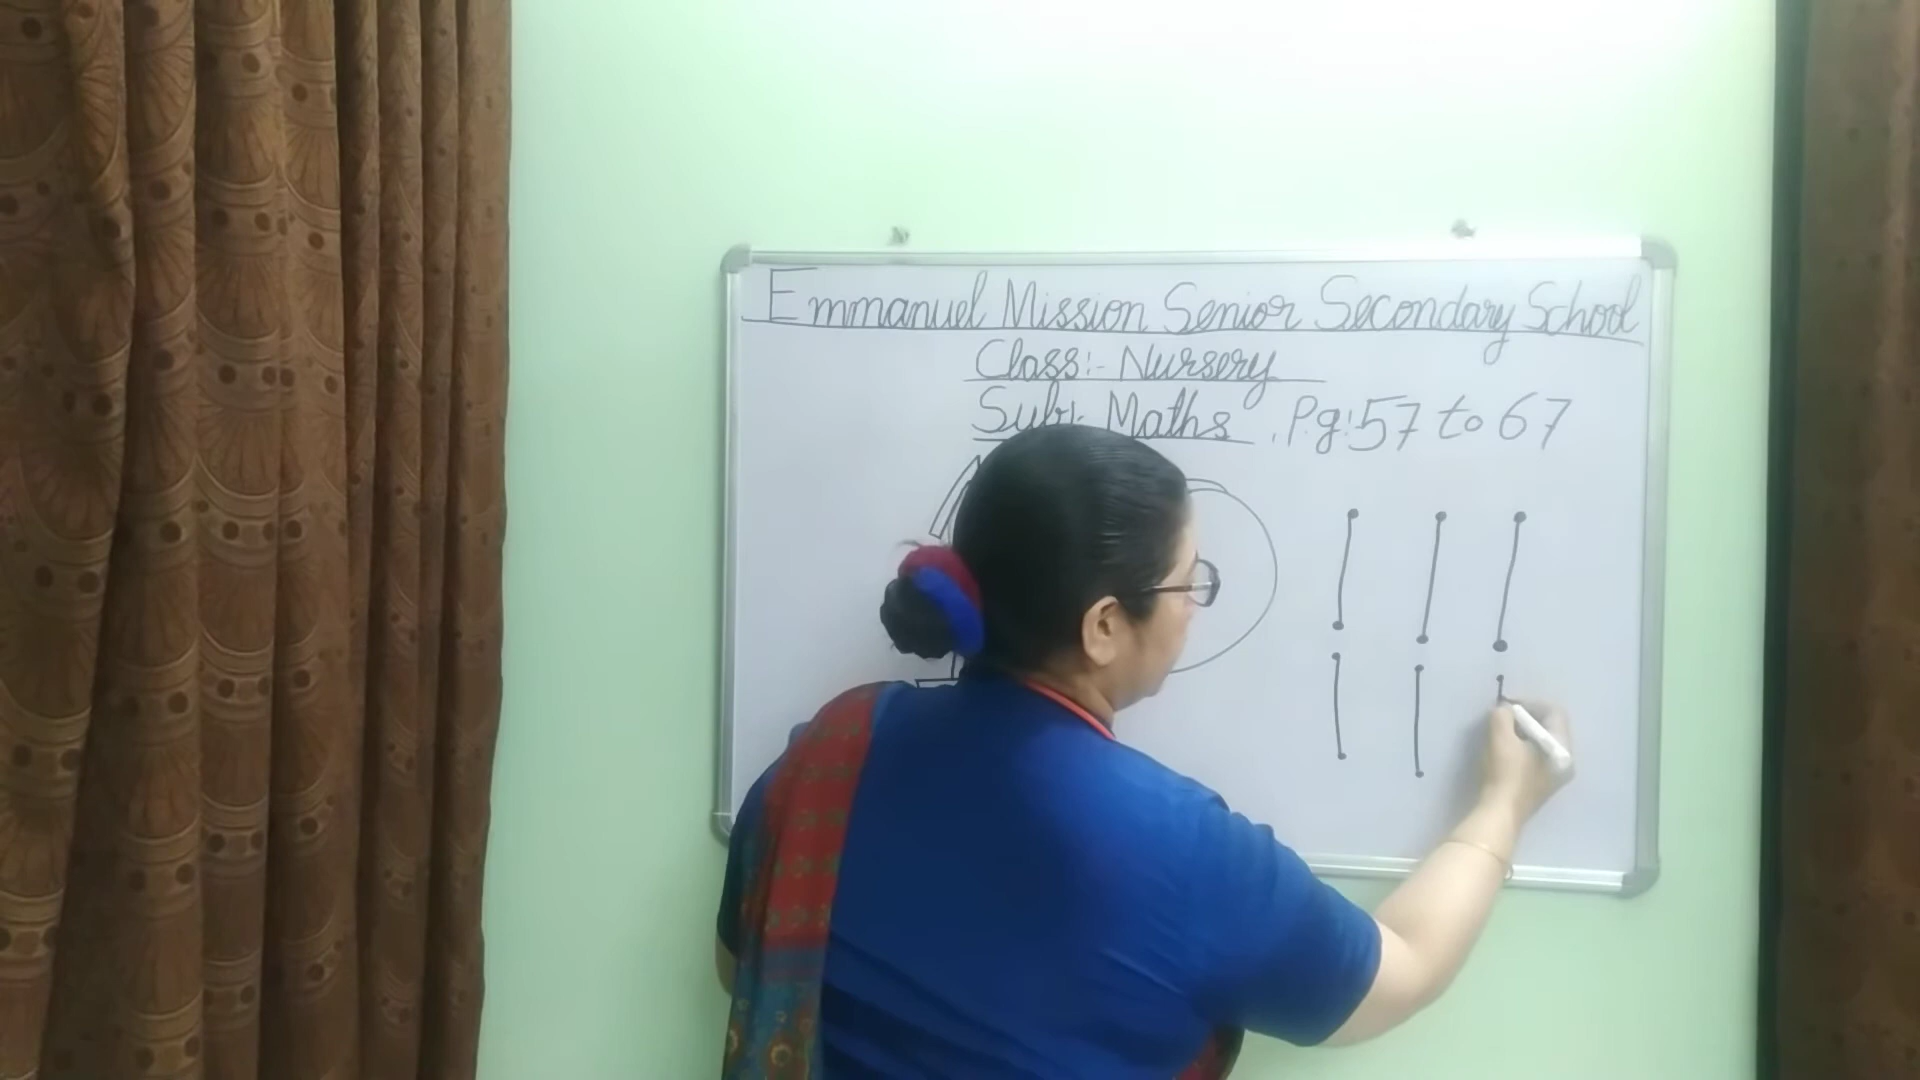 Emmanuel Mission Senior Secondary School
Class:- Nursery
Sub:- Maths, Pg:57 to 67